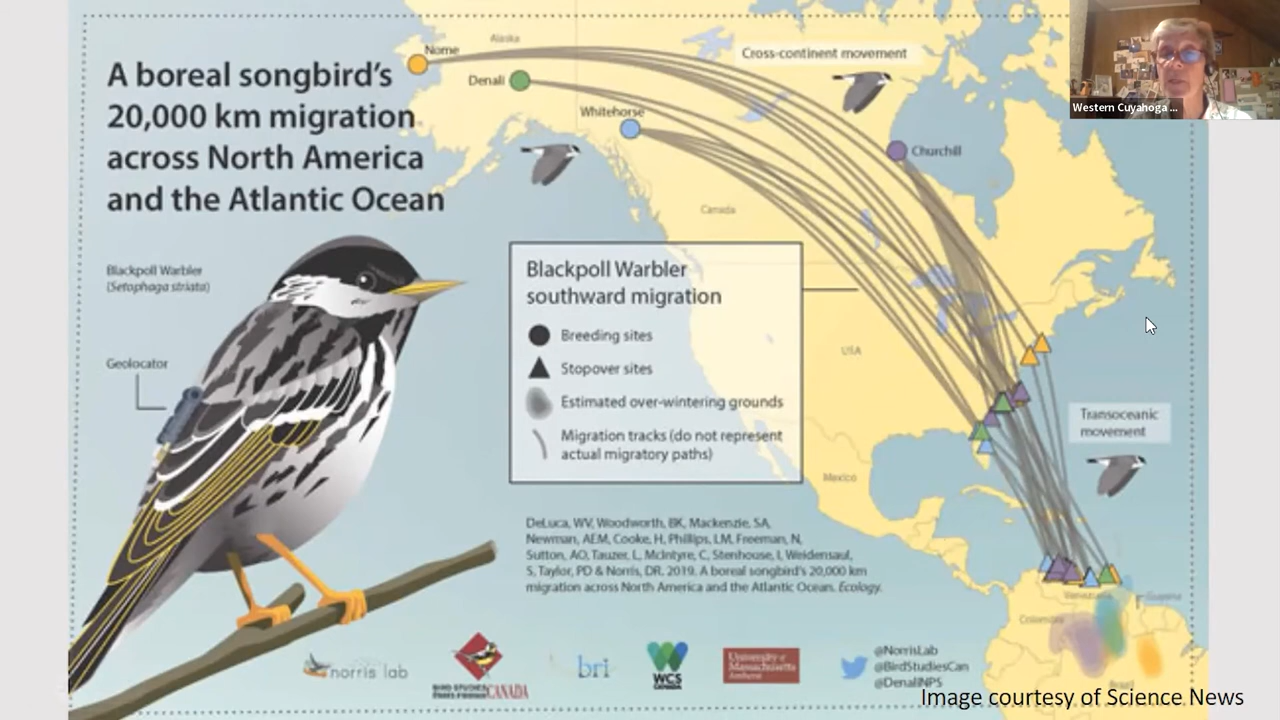 A boreal songbird's
20,000 km migration
across North America
and the Atlantic Ocean
Nome
Alaska
Denali
Whitehorse
Cross-continent movement
Western Cuyahoga ...
Churchill
Canada
Blackpoll Warbler
(Setophaga striata)
Geolocator
Blackpoll Warbler
southward migration
Breeding sites
Stopover sites
Estimated over-wintering grounds
Migration tracks (do not represent
actual migratory paths)
USA
Transoceanic
movement
Mexico
DeLuca, WV, Woodworth, BK, Mackenzie, SA,
Newman, AEM, Cooke, H, Phillips, LM, Freeman, N,
Sutton, AO, Tauzer, L, McIntyre, C, Stenhouse, I, Weidensaul,
S, Taylor, PD & Norris, DR. 2019. A boreal songbird's 20,000 km
migration across North America and the Atlantic Ocean. Ecology.
Venezuela
Guyana
Colombia
Brazil
norris lab
BIRD STUDIES
CANADA
bri
WCS
CANADA
University of
Massachusetts
Amherst
@NorrisLab
@BirdStudiesCan
@DenaliNPS
Image courtesy of Science News